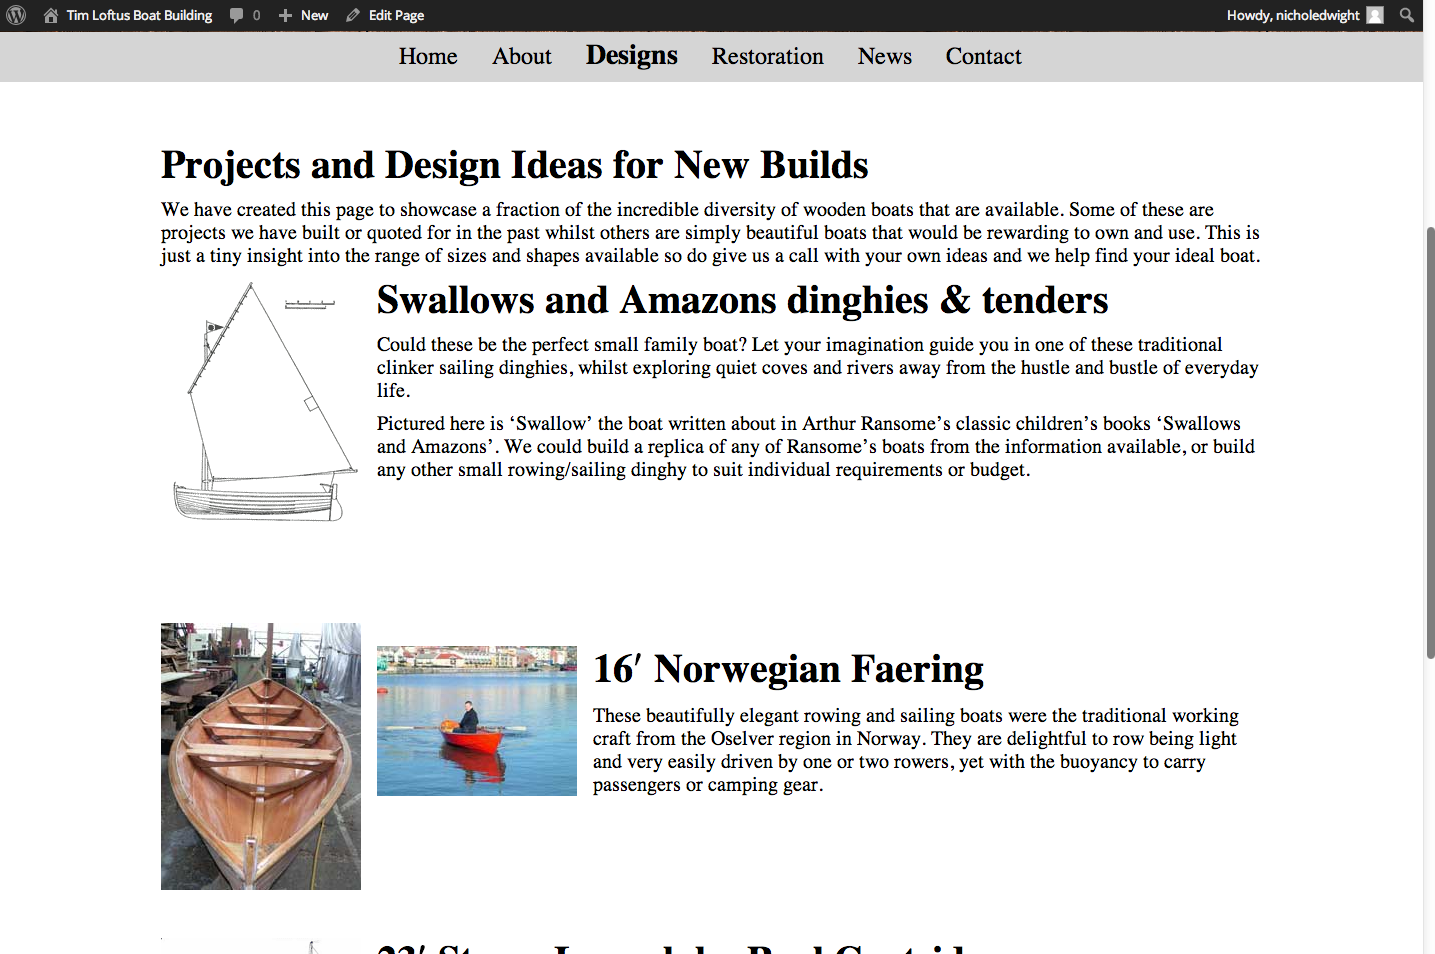 Tim Loftus Boat Building 0 New Edit Page Howdy, nicholedwight
Home About Designs Restoration News Contact
Projects and Design Ideas for New Builds
We have created this page to showcase a fraction of the incredible diversity of wooden boats that are available. Some of these are
projects we have built or quoted for in the past whilst others are simply beautiful boats that would be rewarding to own and use. This is
just a tiny insight into the range of sizes and shapes available so do give us a call with your own ideas and we help find your ideal boat.
Swallows and Amazons dinghies & tenders
Could these be the perfect small family boat? Let your imagination guide you in one of these traditional
clinker sailing dinghies, whilst exploring quiet coves and rivers away from the hustle and bustle of everyday
life.
Pictured here is ‘Swallow’ the boat written about in Arthur Ransome’s classic children’s books ‘Swallows
and Amazons’. We could build a replica of any of Ransome’s boats from the information available, or build
any other small rowing/sailing dinghy to suit individual requirements or budget.
16′ Norwegian Faering
These beautifully elegant rowing and sailing boats were the traditional working
craft from the Oselver region in Norway. They are delightful to row being light
and very easily driven by one or two rowers, yet with the buoyancy to carry
passengers or camping gear.